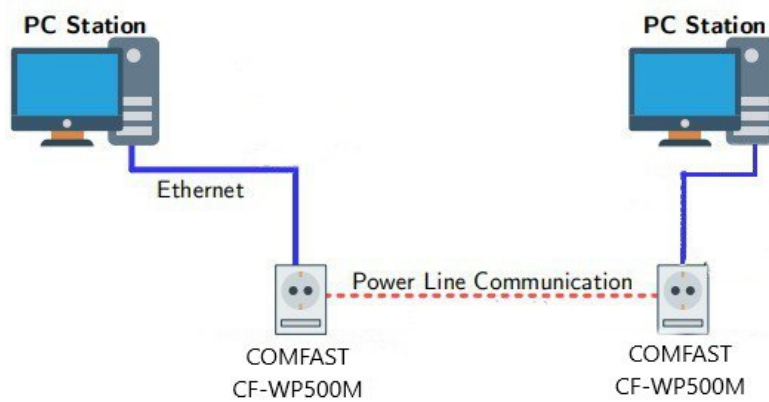 PC Station
PC Station
Ethernet
Power Line Communication
COMFAST
CF-WP500M
COMFAST
CF-WP500M